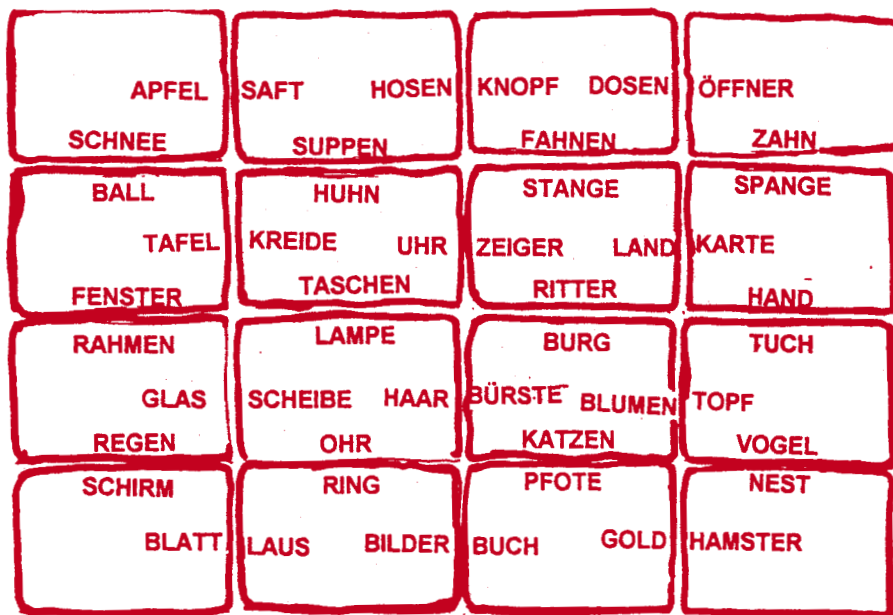 APFEL SAFT HOSEN KNOPF DOSEN ÖFFNER
SCHNEE SUPPEN FAHNEN ZAHN
BALL HUHN STANGE SPANGE
TAFEL KREIDE UHR ZEIGER LAND KARTE
FENSTER TASCHEN RITTER HAND
RAHMEN LAMPE BURG TUCH
GLAS SCHEIBE HAAR BÜRSTE BLUMEN TOPF
REGEN OHR KATZEN VOGEL
SCHIRM RING PFOTE NEST
BLATT LAUS BILDER BUCH GOLD HAMSTER